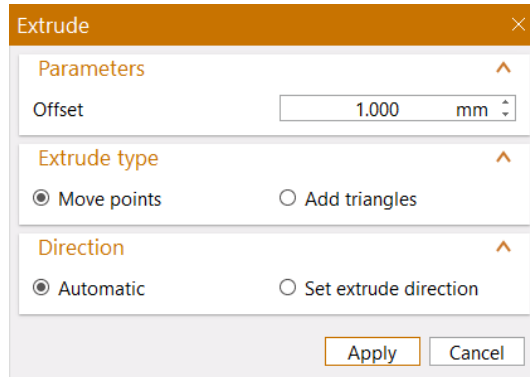 Extrude
Parameters
Offset 1.000 mm
Extrude type
Move points Add triangles
Direction
Automatic Set extrude direction
Apply Cancel